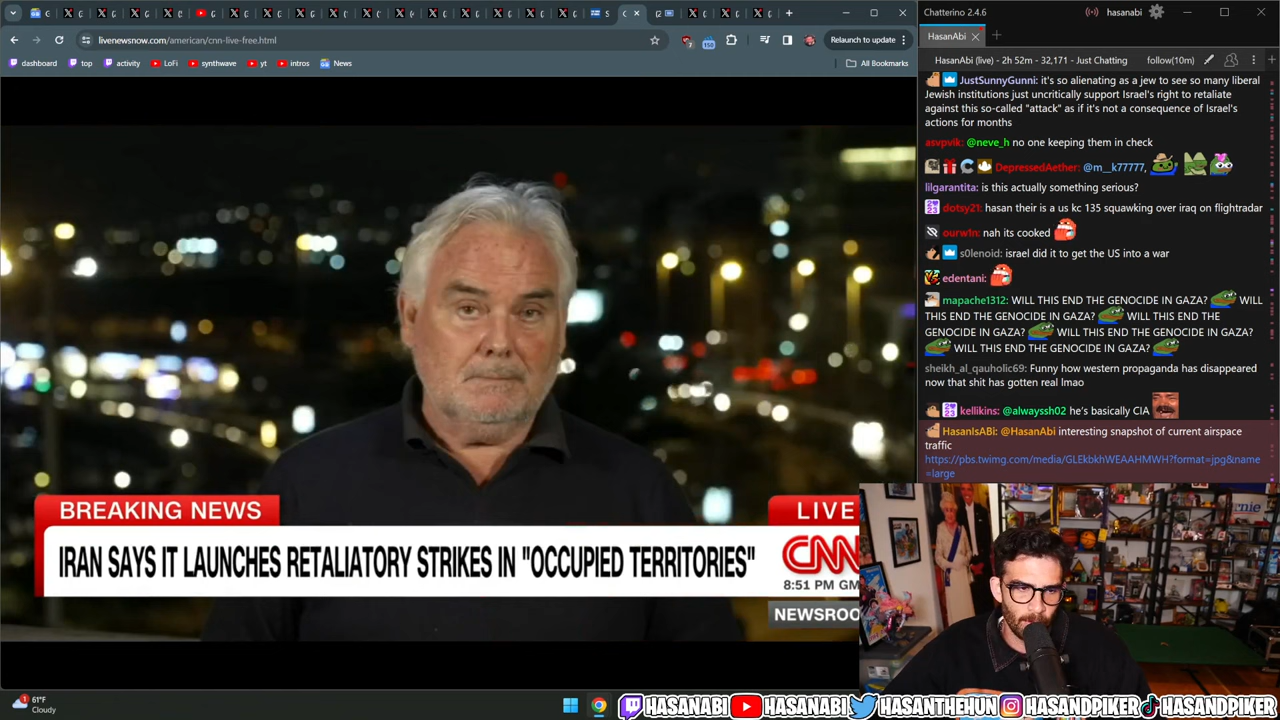 Chatterino 2.4.6
hasanabi
livenewsnow.com/american/cnn-live-free.html
7
150
Relaunch to update
HasanAbi
dashboard
top
activity
LoFi
synthwave
yt
intros
News
All Bookmarks
HasanAbi (live) - 2h 52m - 32,171 - Just Chatting
follow(10m)
JustSunnyGunni: it's so alienating as a jew to see so many liberal
Jewish institutions just uncritically support Israel's right to retaliate
against this so-called "attack" as if it's not a consequence of Israel's
actions for months
asvpvik: @neve_h no one keeping them in check
DepressedAether: @m__k77777,
lilgarantita: is this actually something serious?
dotsy21: hasan their is a us kc 135 squawking over iraq on flightradar
ourw1n: nah its cooked
s0lenoid: israel did it to get the US into a war
edentani:
mapache1312: WILL THIS END THE GENOCIDE IN GAZA? WILL
THIS END THE GENOCIDE IN GAZA? WILL THIS END THE
GENOCIDE IN GAZA? WILL THIS END THE GENOCIDE IN GAZA?
WILL THIS END THE GENOCIDE IN GAZA?
sheikh_al_qauholic69: Funny how western propaganda has disappeared
now that shit has gotten real lmao
kellikins: @alwayssh02 he's basically CIA
HasanIsABi: @HasanAbi interesting snapshot of current airspace
traffic
https://pbs.twimg.com/media/GLEkbkhWEAAHMWH?format=jpg&name
=large
BREAKING NEWS
LIVE
IRAN SAYS IT LAUNCHES RETALIATORY STRIKES IN "OCCUPIED TERRITORIES"
CNN
8:51 PM GM
NEWSROO
ernie
1
61°F
Cloudy
HASANABI
HASANABI
HASANTHEHUN
HASANDPIKER
HASANDPIKER